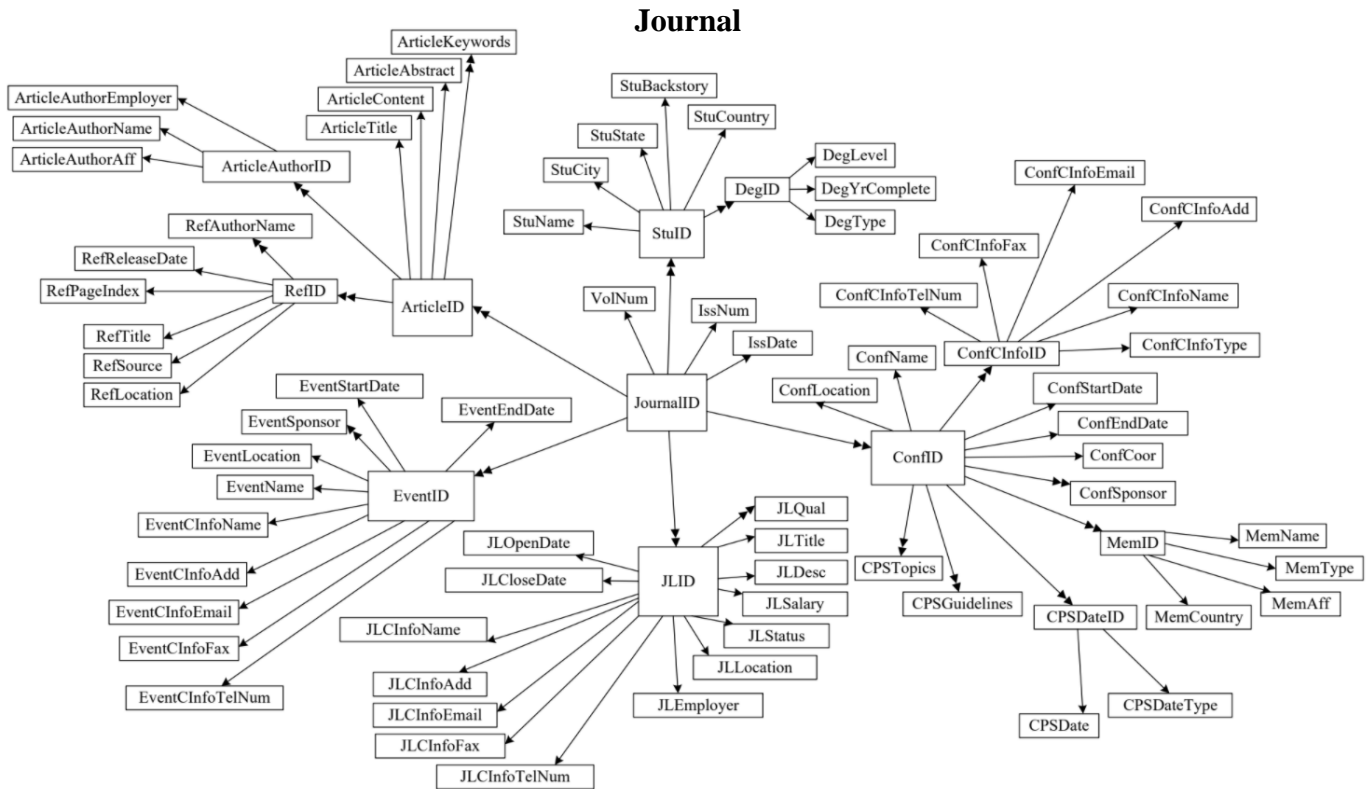 Journal
ArticleKeywords
ArticleAbstract
ArticleContent
ArticleTitle
ArticleAuthorEmployer
ArticleAuthorName
ArticleAuthorAff
ArticleAuthorID
StuBackstory
StuCountry
StuState
StuCity
StuName
StuID
DegID
DegLevel
DegYrComplete
DegType
ConfCInfoEmail
ConfCInfoAdd
ConfCInfoFax
ConfCInfoTelNum
ConfCInfoName
ConfCInfoType
ConfCInfoID
RefAuthorName
RefReleaseDate
RefPageIndex
RefID
RefTitle
RefSource
RefLocation
ArticleID
VolNum
IssNum
IssDate
JournalID
ConfName
ConfLocation
ConfStartDate
ConfEndDate
ConfCoor
ConfSponsor
ConfID
EventStartDate
EventEndDate
EventSponsor
EventLocation
EventName
EventID
EventCInfoName
EventCInfoAdd
EventCInfoEmail
EventCInfoFax
EventCInfoTelNum
JLQual
JLTitle
JLDesc
JLSalary
JLStatus
JLLocation
JLEmployer
JLID
JLOpenDate
JLCloseDate
JLCInfoName
JLCInfoAdd
JLCInfoEmail
JLCInfoFax
JLCInfoTelNum
CPSTopics
CPSGuidelines
CPSDateID
CPSDate
CPSDateType
MemID
MemName
MemType
MemAff
MemCountry